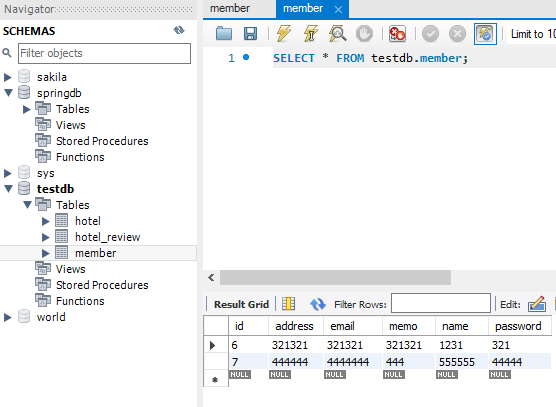 Navigator
SCHEMAS
Filter objects
sakila
springdb
Tables
Views
Stored Procedures
Functions
sys
testdb
Tables
hotel
hotel_review
member
Views
Stored Procedures
Functions
world
member member
Limit to 10
1 SELECT * FROM testdb.member;
Result Grid Filter Rows: Edit:
id address email memo name password
6 321321 321321 321321 1231 321
7 444444 4444444 444 555555 44444
NULL NULL NULL NULL NULL NULL